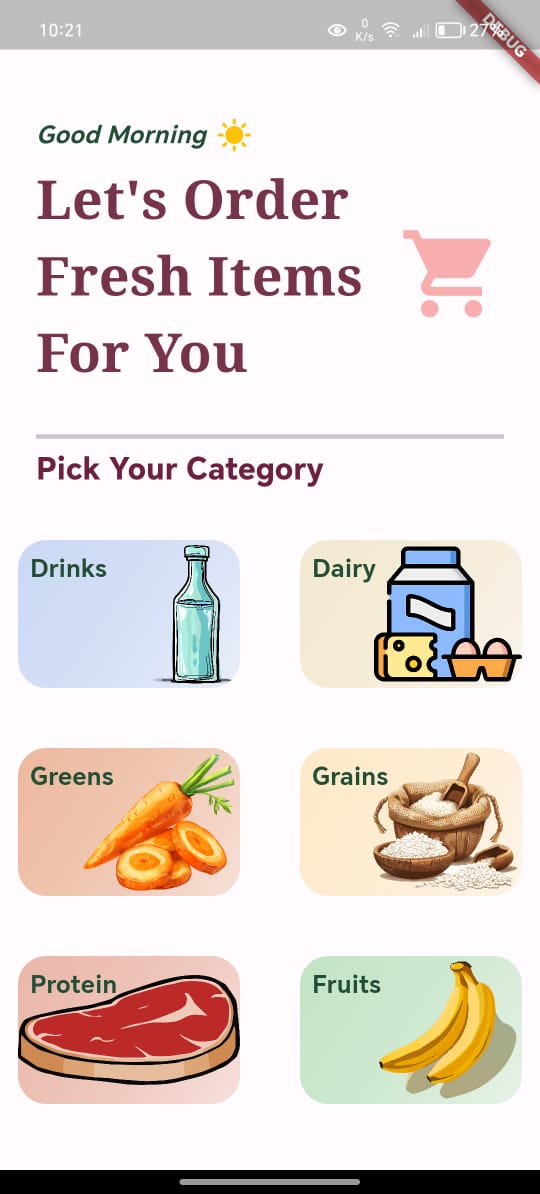 10:21
0
K/s
27%
DEBUG
Good Morning
Let's Order
Fresh Items
For You
Pick Your Category
Drinks
Dairy
Greens
Grains
Protein
Fruits